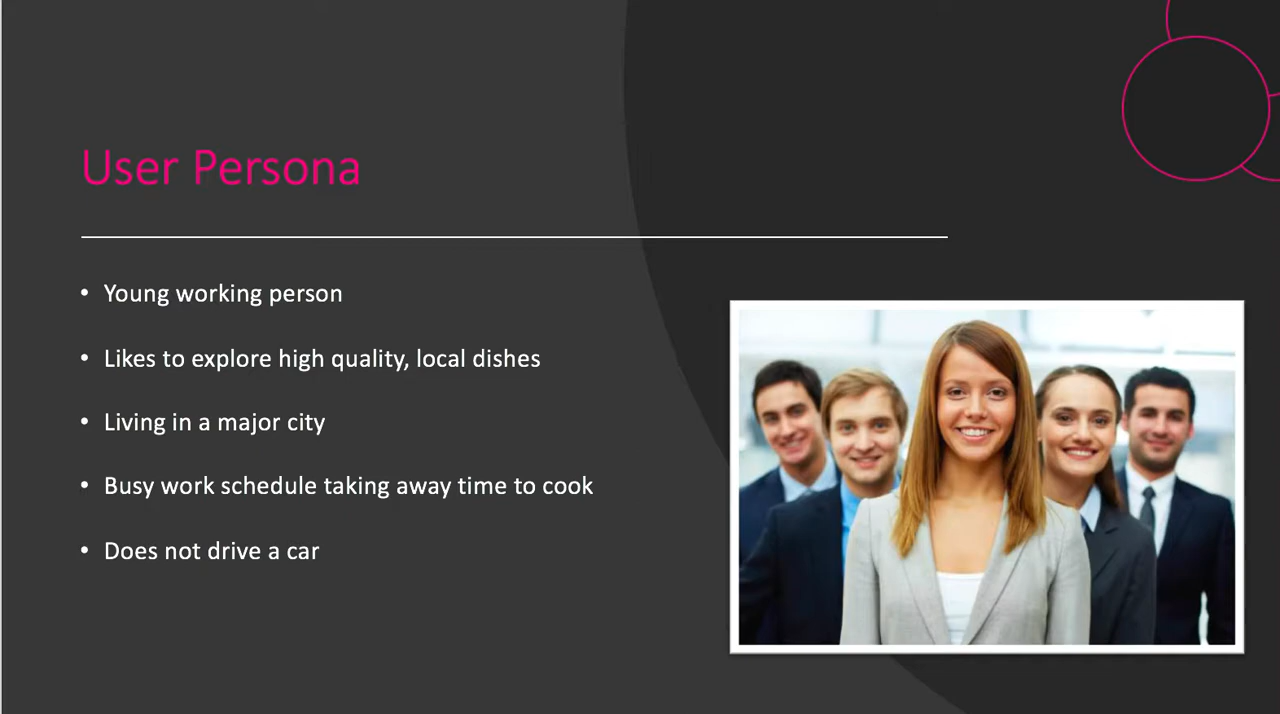 User Persona
• Young working person
• Likes to explore high quality, local dishes
• Living in a major city
• Busy work schedule taking away time to cook
• Does not drive a car